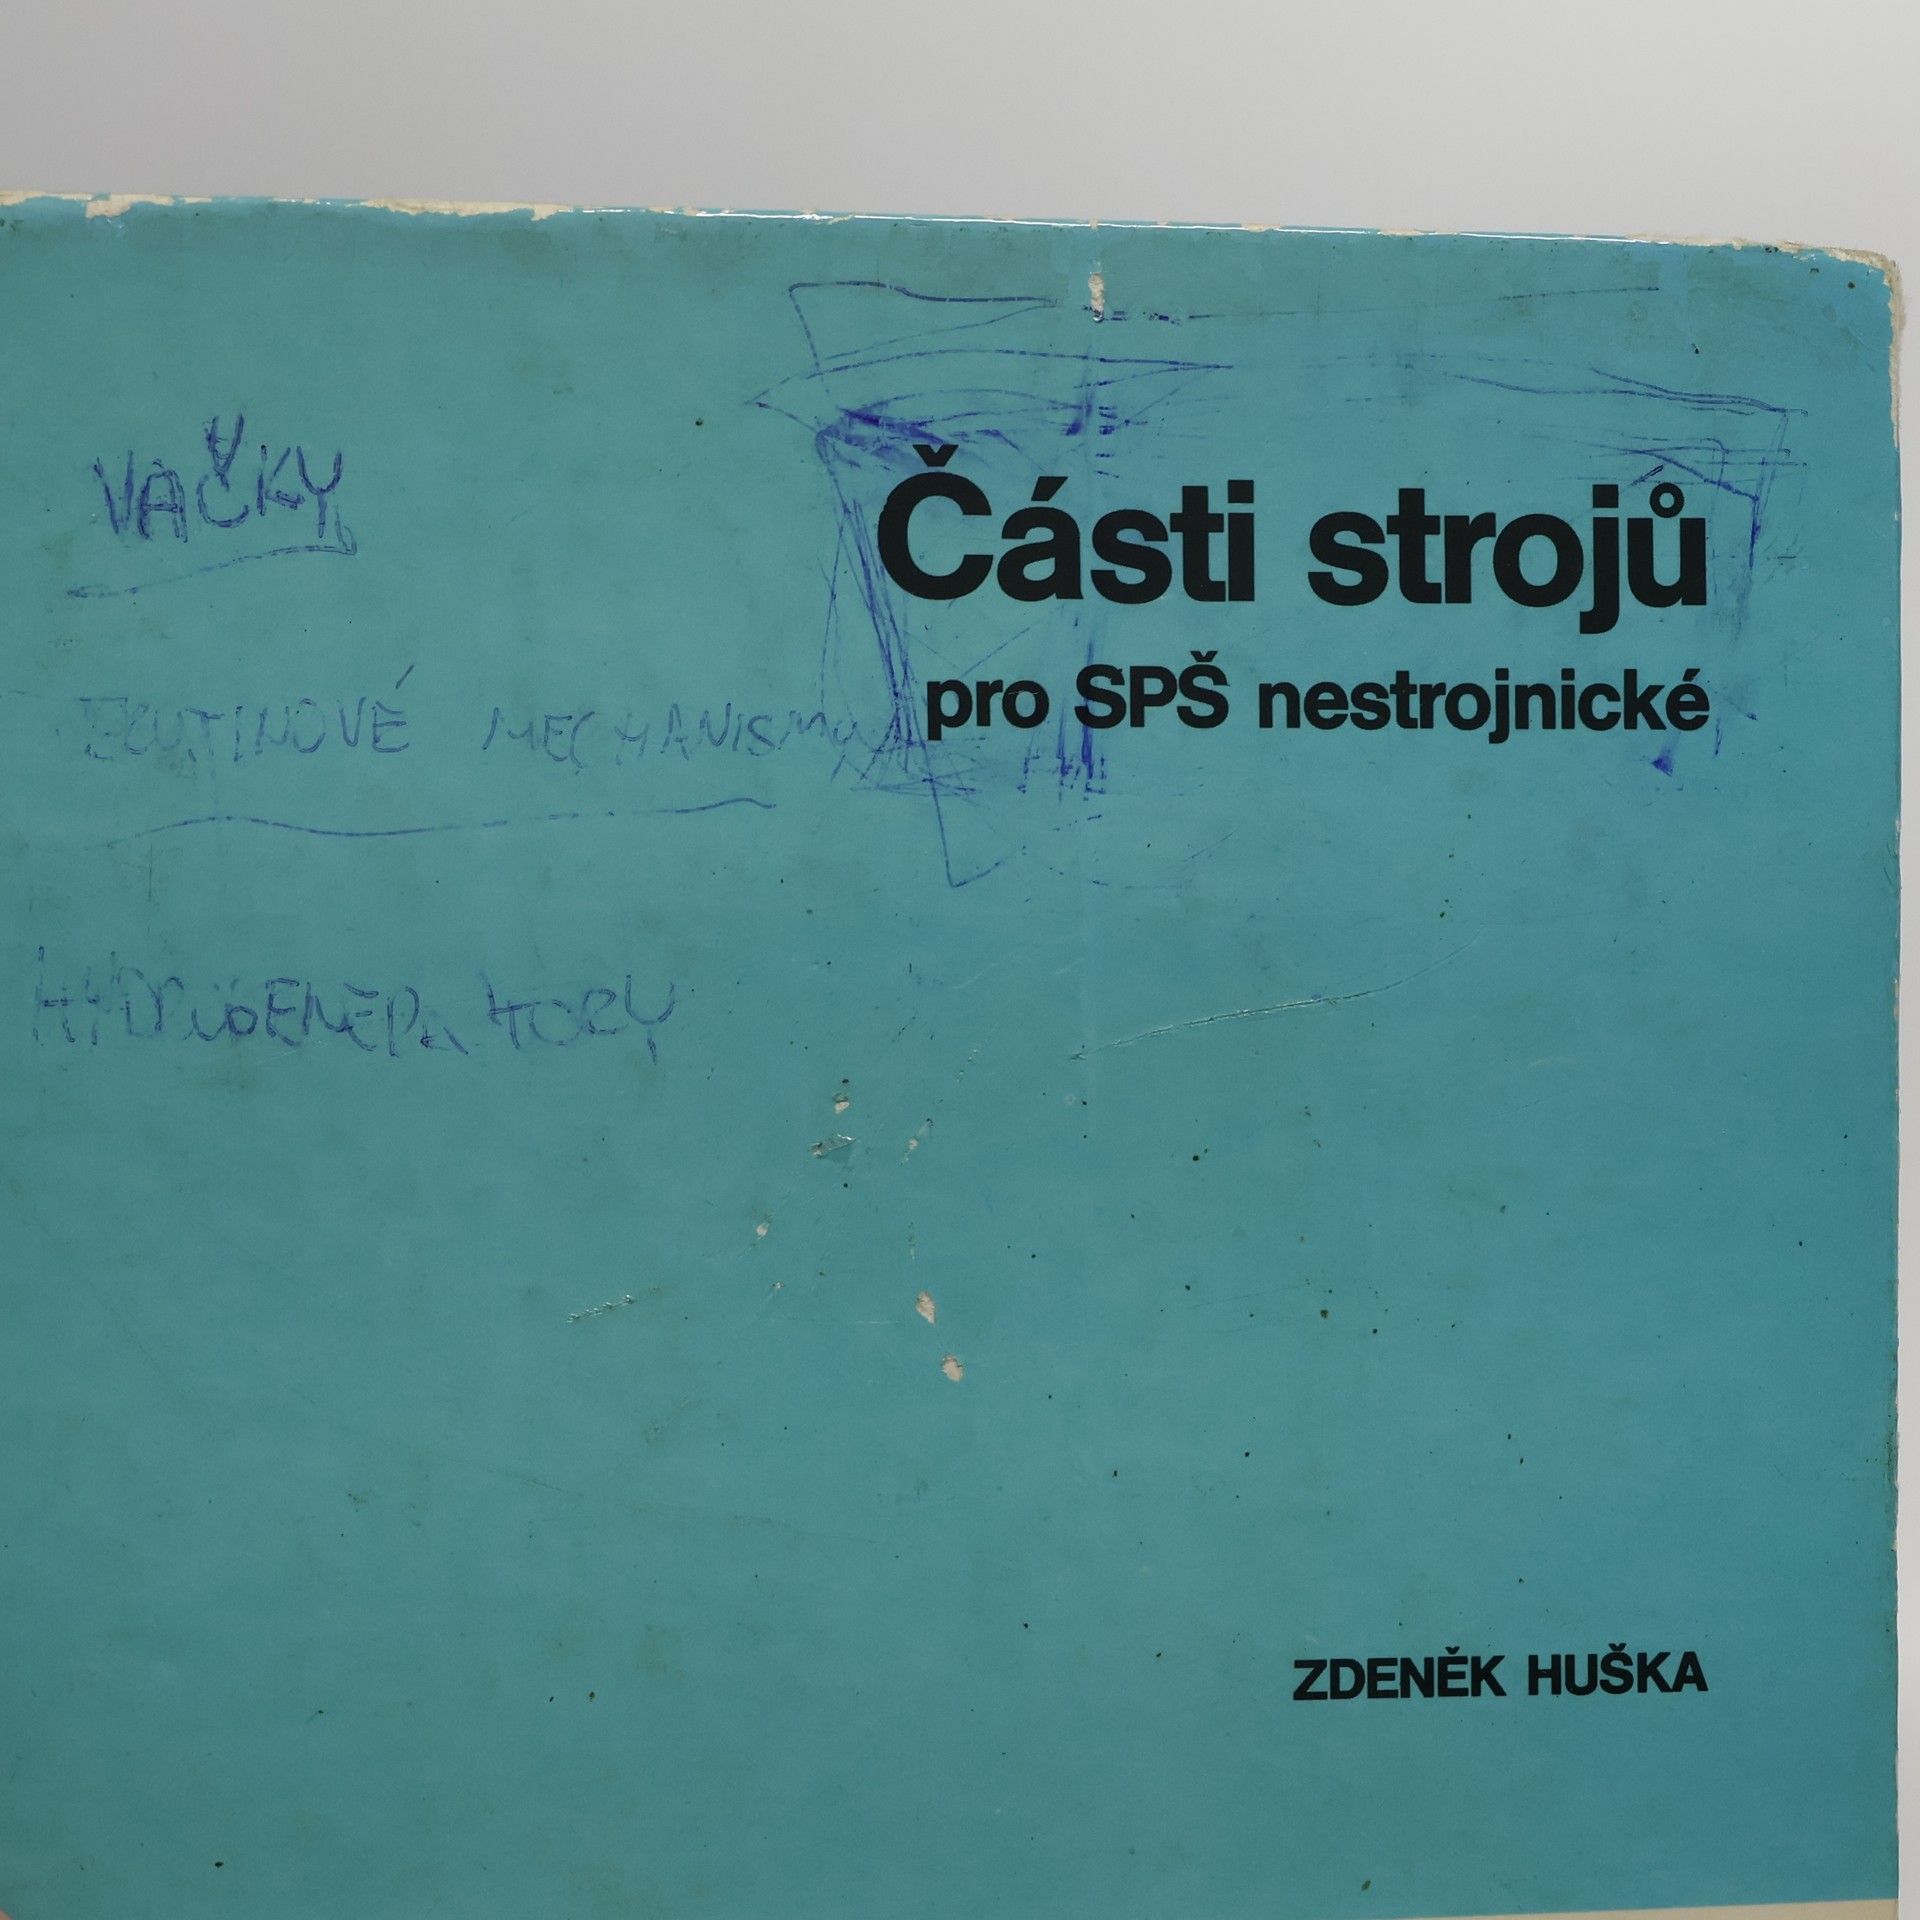 VAČKY
Části strojů
pro SPŠ nestrojnické
MECHANISMY
ZDENĚK HUŠKA